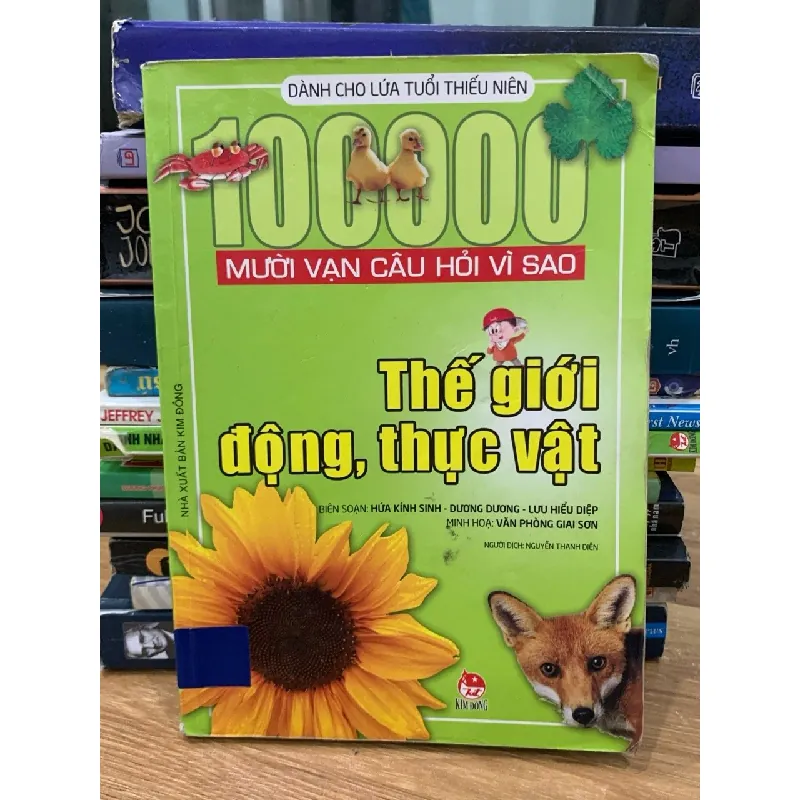 DÀNH CHO LỨA TUỔI THIẾU NIÊN
100000
MƯỜI VẠN CÂU HỎI VÌ SAO
Thế giới
động, thực vật
BIÊN SOẠN: HỨA KÍNH SINH - DƯƠNG DƯƠNG - LƯU HIỂU DIỆP
MINH HOẠ: VĂN PHÒNG GIAI SƠN
NGƯỜI DỊCH: NGUYỄN THANH DIÊN
NHÀ XUẤT BẢN KIM ĐỒNG
KIM ĐỒNG
JEFFREY
vh